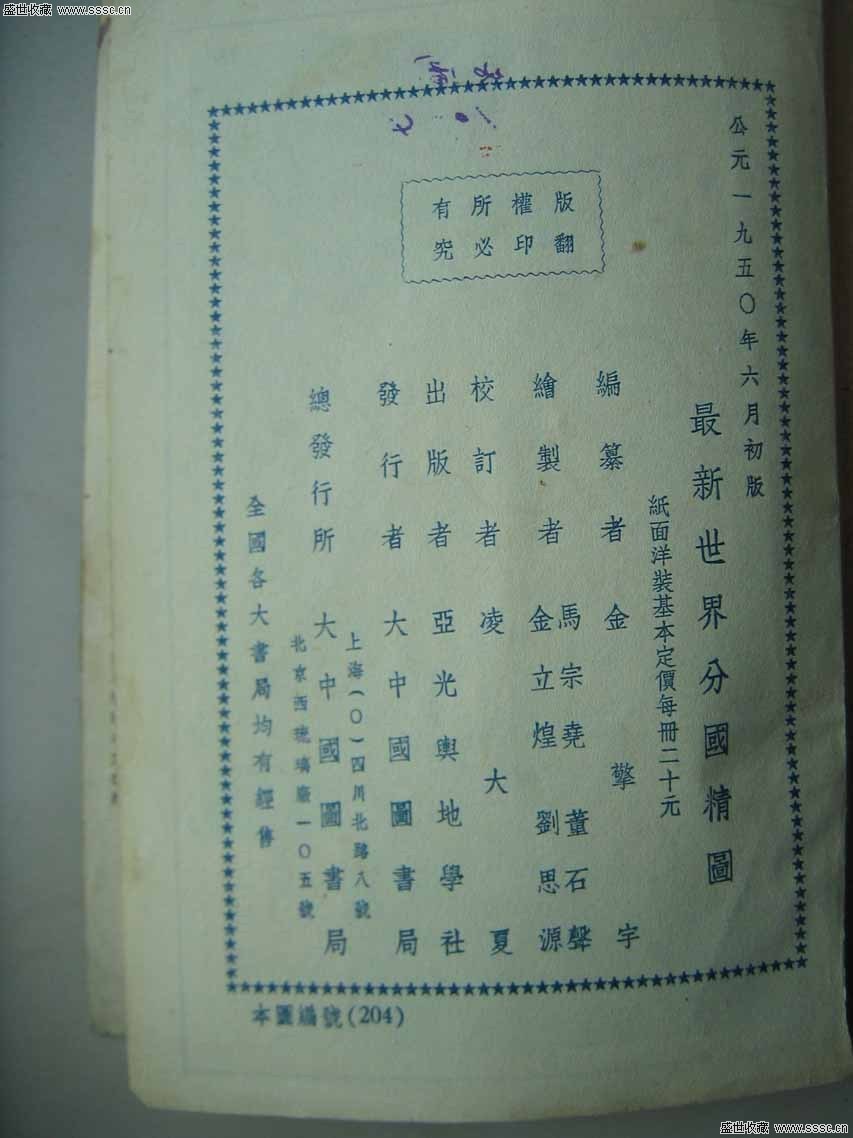 盛世收藏 www.sssc.cn
公元一九五〇年六月初版
最新世界分國精圖
紙面洋裝基本定價每冊二十元
編纂者 金擎宇
繪製者 馬宗堯 董石聲
金立煌 劉思源
校訂者 凌大夏
出版者 亞光輿地學社
發行者 大中國圖書局
上海(〇)四川北路八號
總發行所 大中國圖書局
北京西琉璃廠一〇五號
全國各大書局均有經售
版權所有
翻印必究
本圖編號(204)
盛世收藏 www.sssc.cn